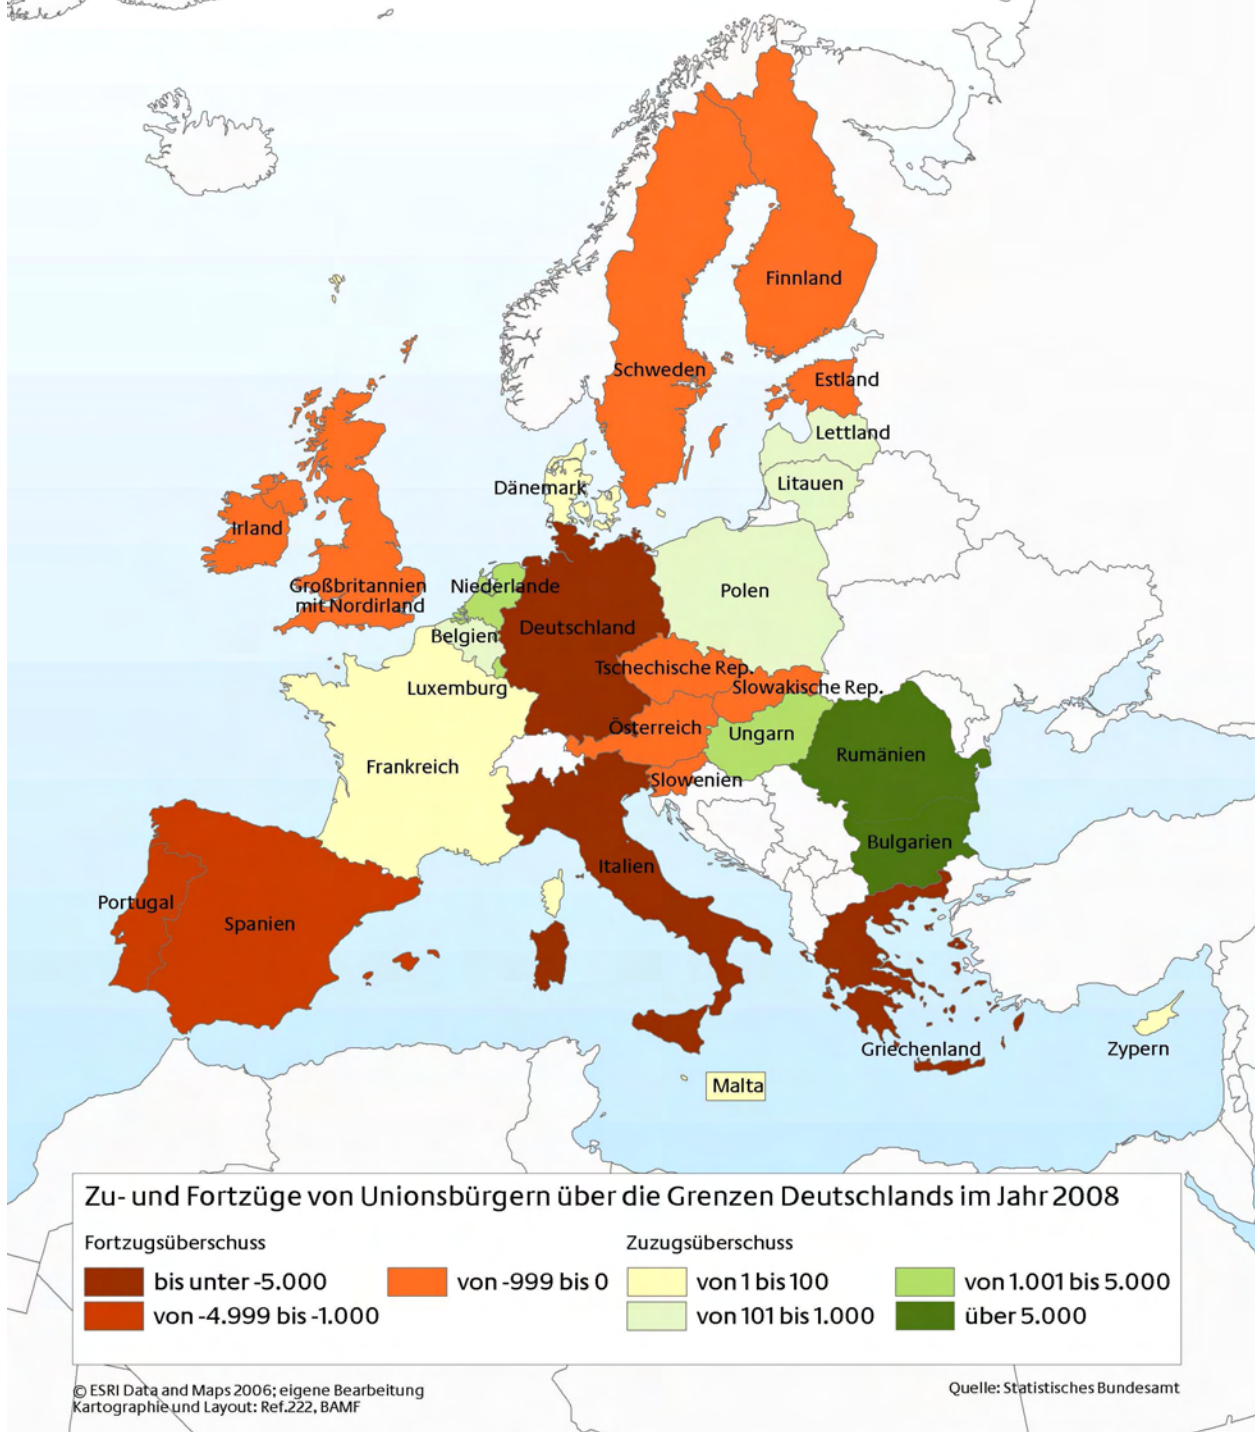 Finnland
Schweden
Estland
Lettland
Litauen
Dänemark
Irland
Großbritannien
mit Nordirland
Niederlande
Polen
Belgien
Deutschland
Tschechische Rep.
Luxemburg
Slowakische Rep.
Österreich
Ungarn
Frankreich
Rumänien
Slowenien
Bulgarien
Italien
Portugal
Spanien
Griechenland
Zypern
Malta
Zu- und Fortzüge von Unionsbürgern über die Grenzen Deutschlands im Jahr 2008
Fortzugsüberschuss
bis unter -5.000
von -4.999 bis -1.000
von -999 bis 0
Zuzugsüberschuss
von 1 bis 100
von 101 bis 1.000
von 1.001 bis 5.000
über 5.000
© ESRI Data and Maps 2006; eigene Bearbeitung
Kartographie und Layout: Ref.222, BAMF
Quelle: Statistisches Bundesamt